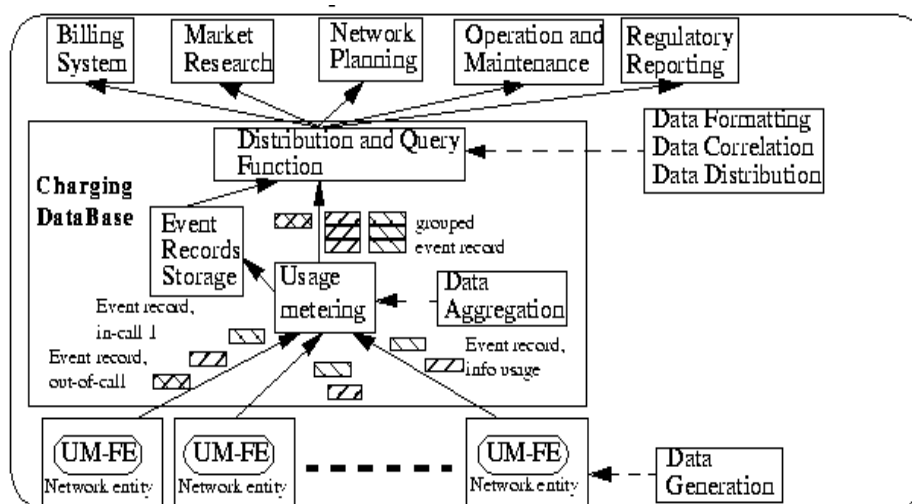 Billing
System
Market
Research
Network
Planning
Operation and
Maintenance
Regulatory
Reporting
Distribution and Query
Function
Data Formatting
Data Correlation
Data Distribution
Charging
DataBase
Event
Records
Storage
grouped
event record
Usage
metering
Data
Aggregation
Event record,
in-call 1
Event record,
out-of-call
Event record,
info usage
UM-FE
Network entity
UM-FE
Network entity
UM-FE
Network entity
Data
Generation